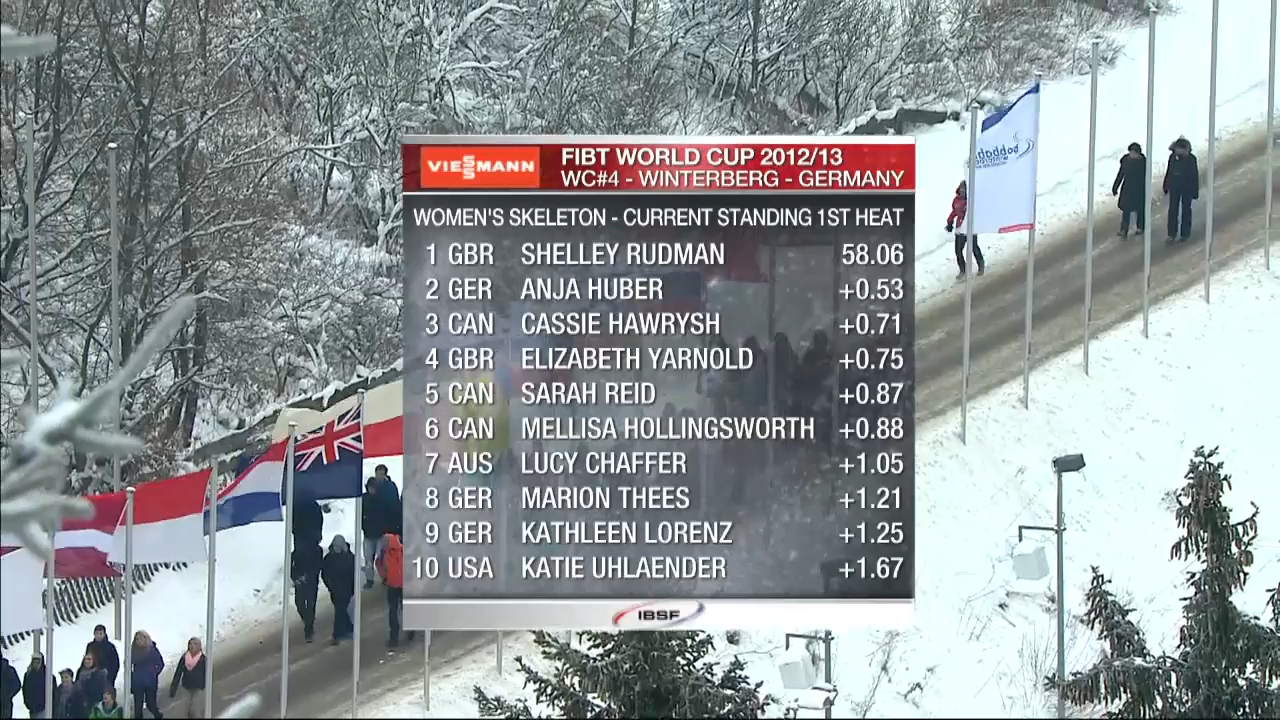 VIESMANN
FIBT WORLD CUP 2012/13
WC#4 - WINTERBERG - GERMANY
WOMEN'S SKELETON - CURRENT STANDING 1ST HEAT
1 GBR SHELLEY RUDMAN 58.06
2 GER ANJA HUBER +0.53
3 CAN CASSIE HAWRYSH +0.71
4 GBR ELIZABETH YARNOLD +0.75
5 CAN SARAH REID +0.87
6 CAN MELLISA HOLLINGSWORTH +0.88
7 AUS LUCY CHAFFER +1.05
8 GER MARION THEES +1.21
9 GER KATHLEEN LORENZ +1.25
10 USA KATIE UHLAENDER +1.67
IBSF